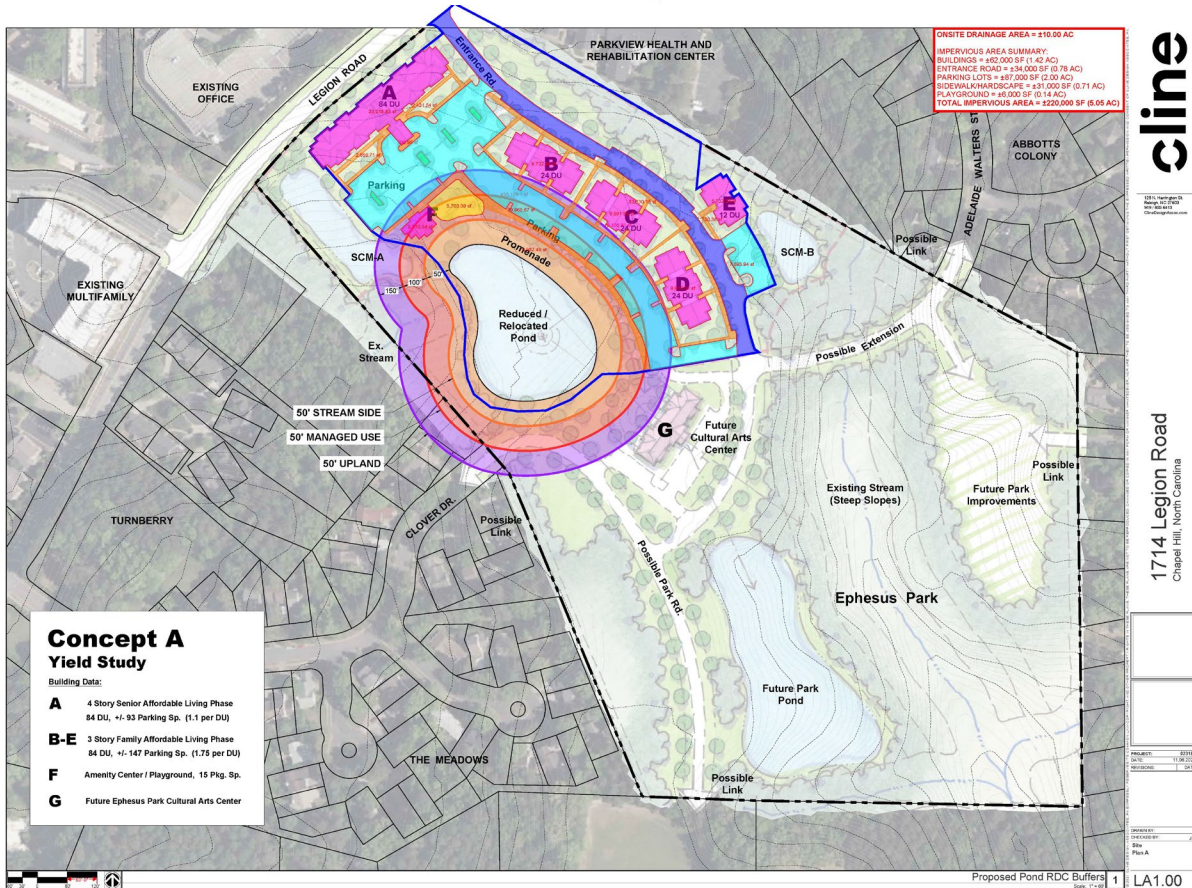 ONSITE DRAINAGE AREA = ±10.00 AC
IMPERVIOUS AREA SUMMARY:
BUILDINGS = ±62,000 SF (1.42 AC)
ENTRANCE ROAD = ±34,000 SF (0.78 AC)
PARKING LOTS = ±87,000 SF (2.00 AC)
SIDEWALK/HARDSCAPE = ±31,000 SF (0.71 AC)
PLAYGROUND = ±6,000 SF (0.14 AC)
TOTAL IMPERVIOUS AREA = ±220,000 SF (5.05 AC)
cline
1714 Legion Road
Chapel Hill, North Carolina
PARKVIEW HEALTH AND
REHABILITATION CENTER
Entrance Rd.
LEGION ROAD
EXISTING
OFFICE
A
84 DU
B
24 DU
C
24 DU
D
24 DU
E
12 DU
F
Parking
Parking
Promenade
ABBOTTS
COLONY
ADELAIDE WALTERS ST
Possible
Link
SCM-B
SCM-A
EXISTING
MULTIFAMILY
150'
100'
50'
Reduced /
Relocated
Pond
Ex.
Stream
Possible Extension
50' STREAM SIDE
50' MANAGED USE
50' UPLAND
G
Future
Cultural Arts
Center
Existing Stream
(Steep Slopes)
Future Park
Improvements
Possible
Link
TURNBERRY
CLOVER DR.
Possible
Link
Possible Park Rd.
Ephesus Park
Future Park
Pond
Possible
Link
THE MEADOWS
Concept A
Yield Study
Building Data:
A 4 Story Senior Affordable Living Phase
84 DU, +/- 93 Parking Sp. (1.1 per DU)
B-E 3 Story Family Affordable Living Phase
84 DU, +/- 147 Parking Sp. (1.75 per DU)
F Amenity Center / Playground, 15 Pkg. Sp.
G Future Ephesus Park Cultural Arts Center
PROJECT:
DATE:
REVISIONS:
DRAWN BY:
CHECKED BY:
Site
Plan A
Proposed Pond RDC Buffers
1
LA1.00